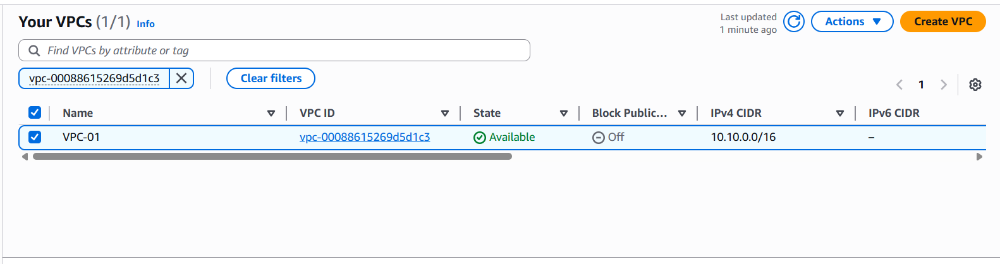 Your VPCs (1/1) Info
Last updated
1 minute ago
Actions
Create VPC
Find VPCs by attribute or tag
vpc-00088615269d5d1c3
Clear filters
1
Name VPC ID State Block Public... IPv4 CIDR IPv6 CIDR
VPC-01 vpc-00088615269d5d1c3 Available Off 10.10.0.0/16 –